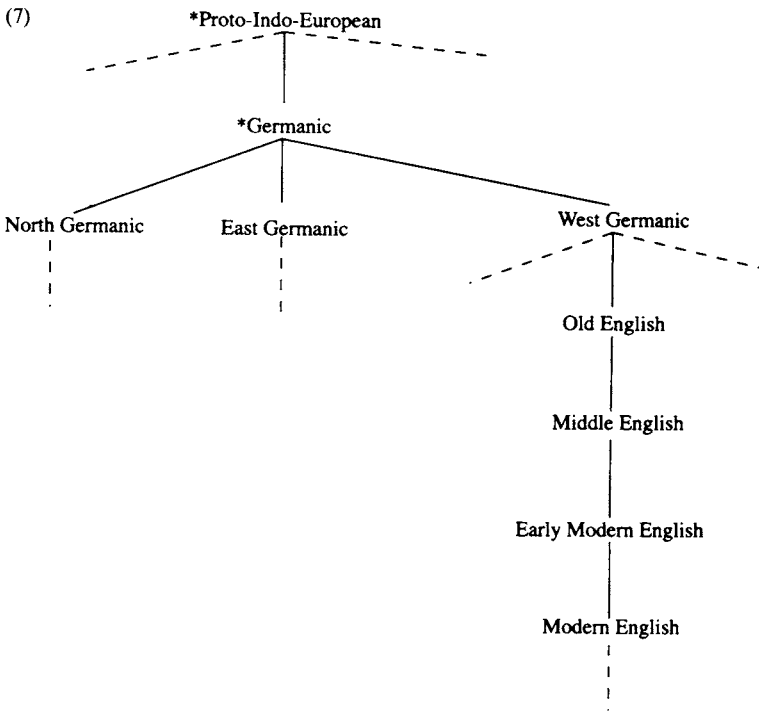 (7)
*Proto-Indo-European
*Germanic
North Germanic
East Germanic
West Germanic
Old English
Middle English
Early Modern English
Modern English